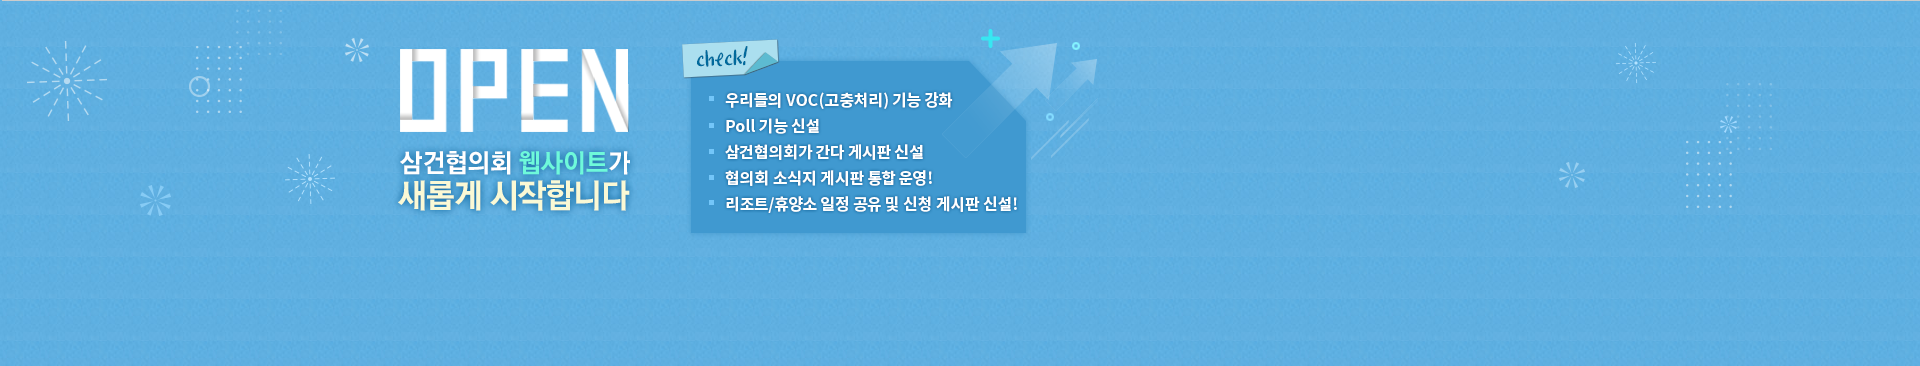 OPEN
삼건협의회 웹사이트가
새롭게 시작합니다
check!
우리들의 VOC(고충처리) 기능 강화
Poll 기능 신설
삼건협의회가 간다 게시판 신설
협의회 소식지 게시판 통합 운영!
리조트/휴양소 일정 공유 및 신청 게시판 신설!